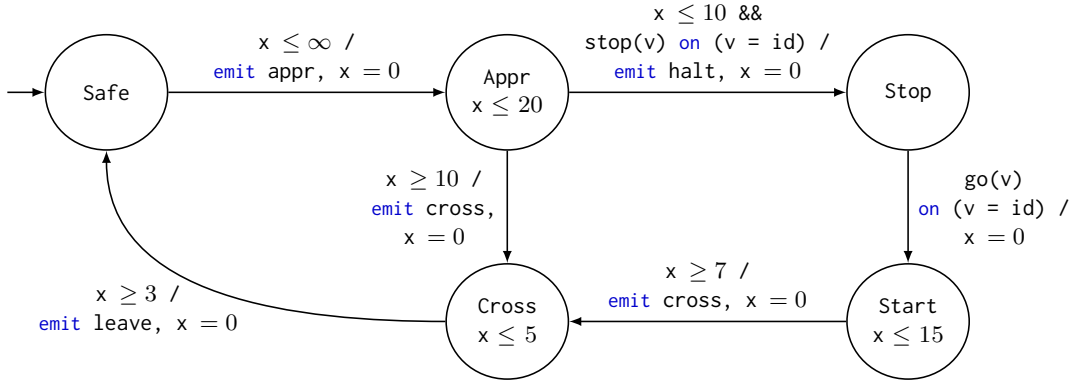 Safe
x ≤ ∞ /
emit appr, x = 0
Appr
x ≤ 20
x ≤ 10 &&
stop(v) on (v = id) /
emit halt, x = 0
Stop
x ≥ 10 /
emit cross,
x = 0
go(v)
on (v = id) /
x = 0
x ≥ 3 /
emit leave, x = 0
Cross
x ≤ 5
x ≥ 7 /
emit cross, x = 0
Start
x ≤ 15